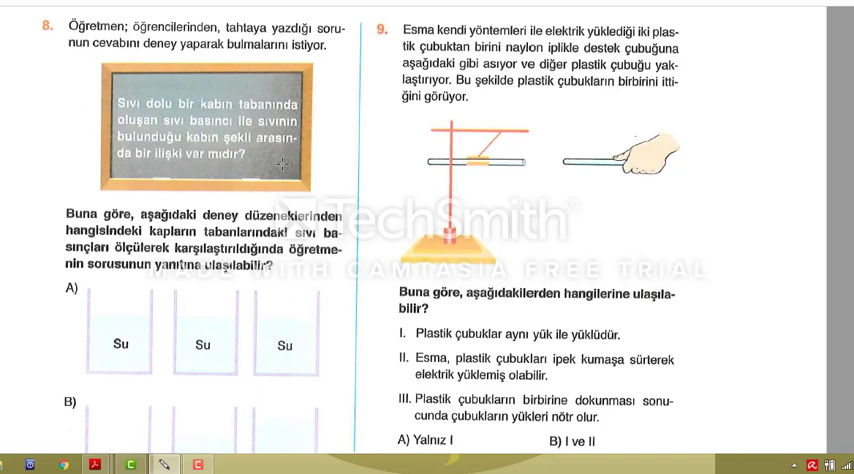 8. Öğretmen; öğrencilerinden, tahtaya yazdığı soru-
nun cevabını deney yaparak bulmalarını istiyor.
Sıvı dolu bir kabın tabanında
oluşan sıvı basıncı ile sıvının
bulunduğu kabın şekli arasın-
da bir ilişki var mıdır?
Buna göre, aşağıdaki deney düzeneklerinden
hangisindeki kapların tabanlarındaki sıvı ba-
sınçları ölçülerek karşılaştırıldığında öğretme-
nin sorusunun yanıtına ulaşılabilir?
A)
Su
Su
Su
B)
9. Esma kendi yöntemleri ile elektrik yüklediği iki plas-
tik çubuktan birini naylon iplikle destek çubuğuna
aşağıdaki gibi asıyor ve diğer plastik çubuğu yak-
laştırıyor. Bu şekilde plastik çubukların birbirini itti-
ğini görüyor.
Buna göre, aşağıdakilerden hangilerine ulaşıla-
bilir?
I. Plastik çubuklar aynı yük ile yüklüdür.
II. Esma, plastik çubukları ipek kumaşa sürterek
elektrik yüklemiş olabilir.
III. Plastik çubukların birbirine dokunması sonu-
cunda çubukların yükleri nötr olur.
A) Yalnız I
B) I ve II
TechSmith
MADE WITH CAMTASIA FREE TRIAL